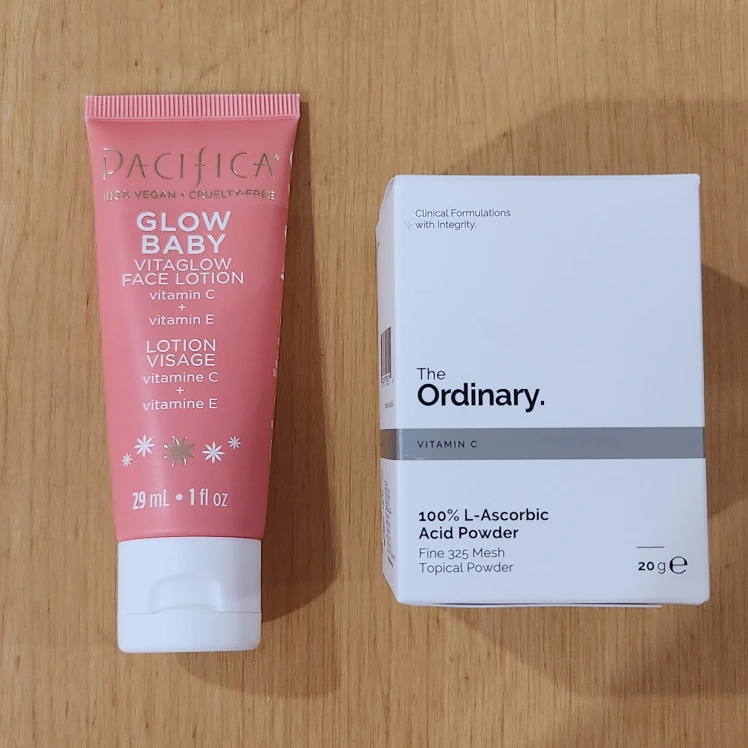 PACIFICA
100% VEGAN • CRUELTY-FREE
GLOW
BABY
VITAGLOW
FACE LOTION
vitamin C
+
vitamin E
LOTION
VISAGE
vitamine C
+
vitamine E
29 mL • 1 fl oz
Clinical Formulations
with Integrity.
The
Ordinary.
VITAMIN C
100% L-Ascorbic
Acid Powder
Fine 325 Mesh
Topical Powder
20 g ℮